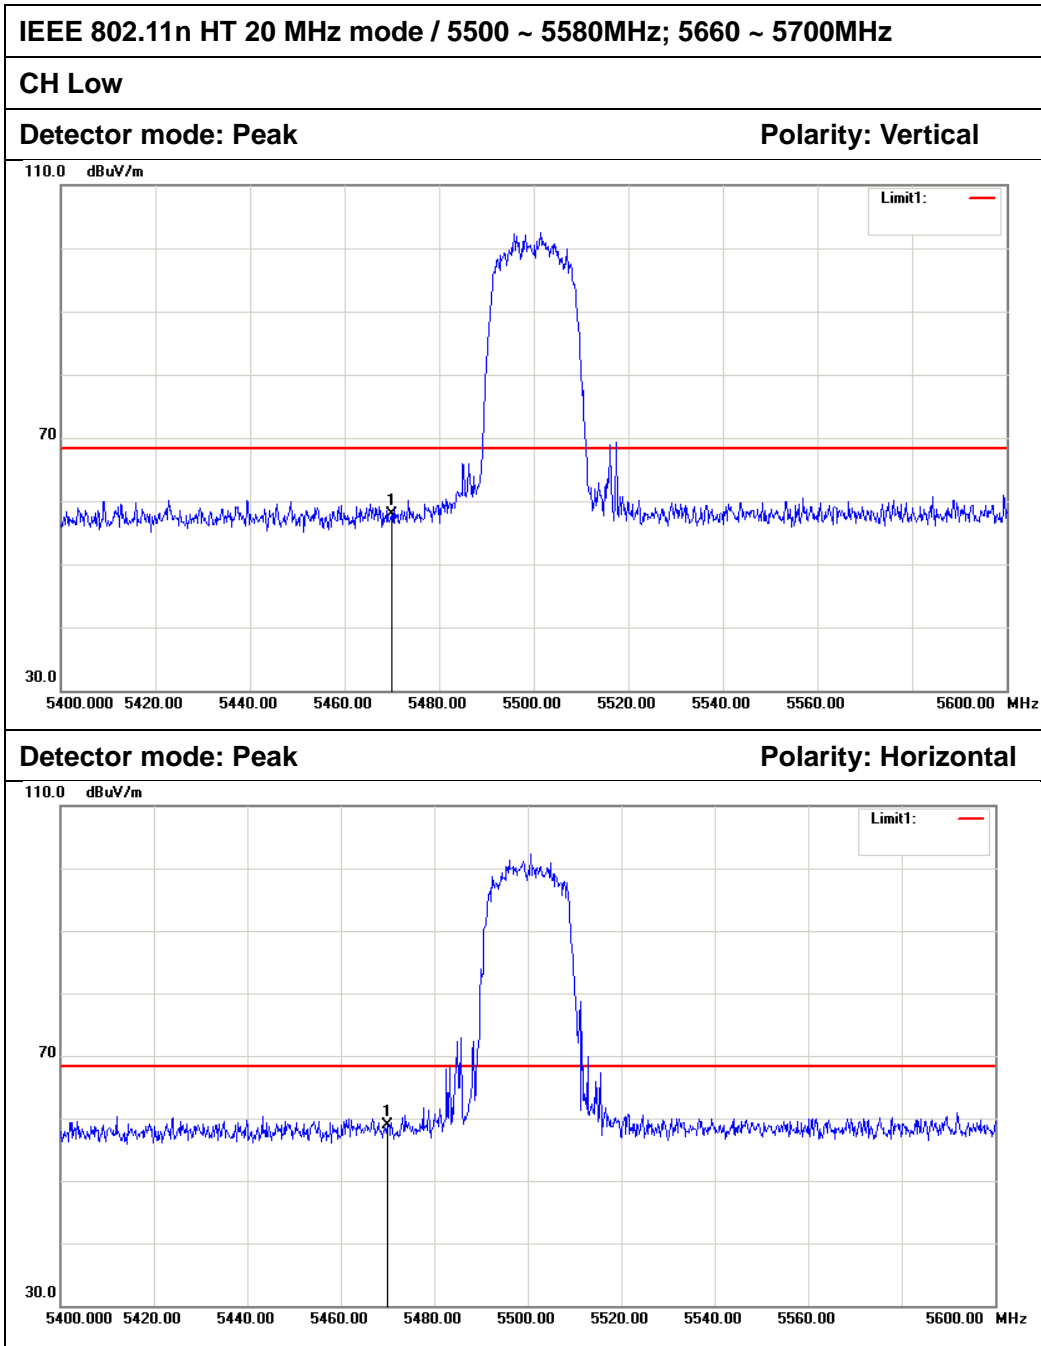 IEEE 802.11n HT 20 MHz mode / 5500 ~ 5580MHz; 5660 ~ 5700MHz
CH Low
Detector mode: Peak Polarity: Vertical
110.0 dBuV/m
Limit1:
70
1
30.0
5400.000 5420.00 5440.00 5460.00 5480.00 5500.00 5520.00 5540.00 5560.00 5600.00 MHz
Detector mode: Peak Polarity: Horizontal
110.0 dBuV/m
Limit1:
70
1
30.0
5400.000 5420.00 5440.00 5460.00 5480.00 5500.00 5520.00 5540.00 5560.00 5600.00 MHz